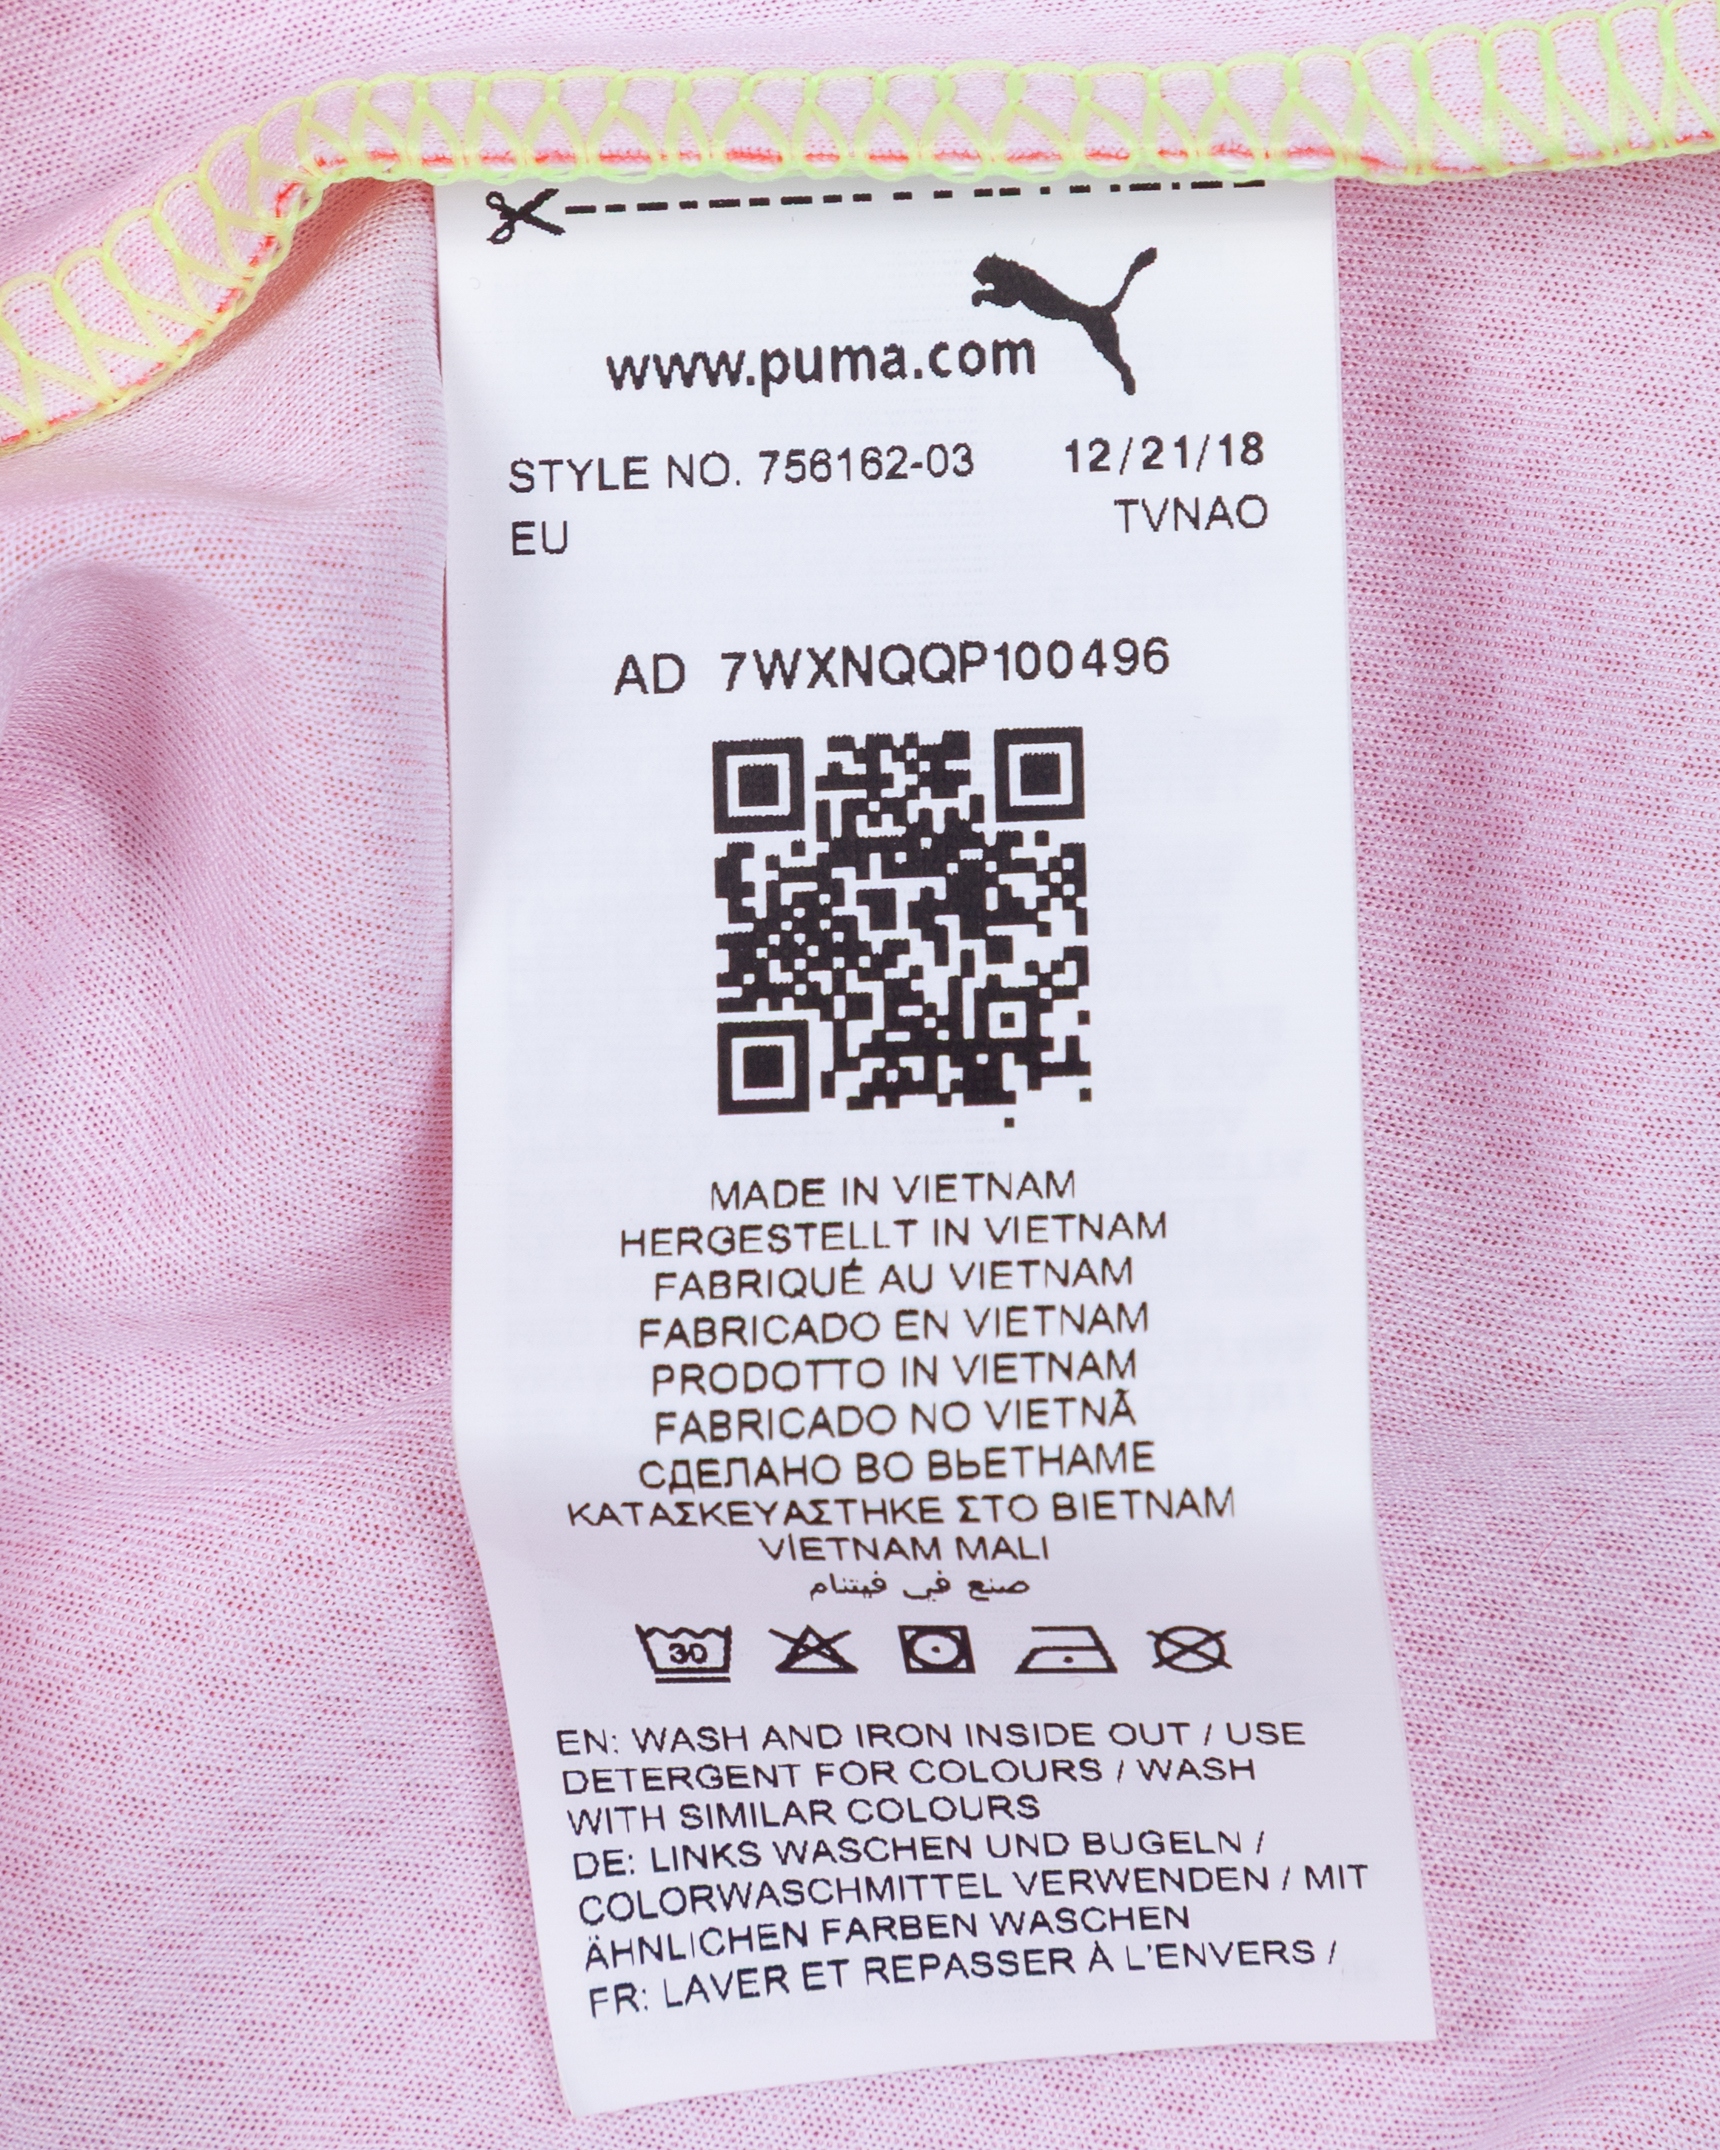 www.puma.com
STYLE NO. 756162-03 12/21/18
EU TVNAO
AD 7WXNQQP100496
MADE IN VIETNAM
HERGESTELLT IN VIETNAM
FABRIQUÉ AU VIETNAM
FABRICADO EN VIETNAM
PRODOTTO IN VIETNAM
FABRICADO NO VIETNÃ
СДЕЛАНО ВО ВЬЕТНАМЕ
ΚΑΤΑΣΚΕΥΑΣΤΗΚΕ ΣΤΟ ΒΙΕΤΝΑΜ
VİETNAM MALI
صنع في فيتنام
30
EN: WASH AND IRON INSIDE OUT / USE
DETERGENT FOR COLOURS / WASH
WITH SIMILAR COLOURS
DE: LINKS WASCHEN UND BUGELN /
COLORWASCHMITTEL VERWENDEN / MIT
ÄHNLICHEN FARBEN WASCHEN
FR: LAVER ET REPASSER À L'ENVERS /